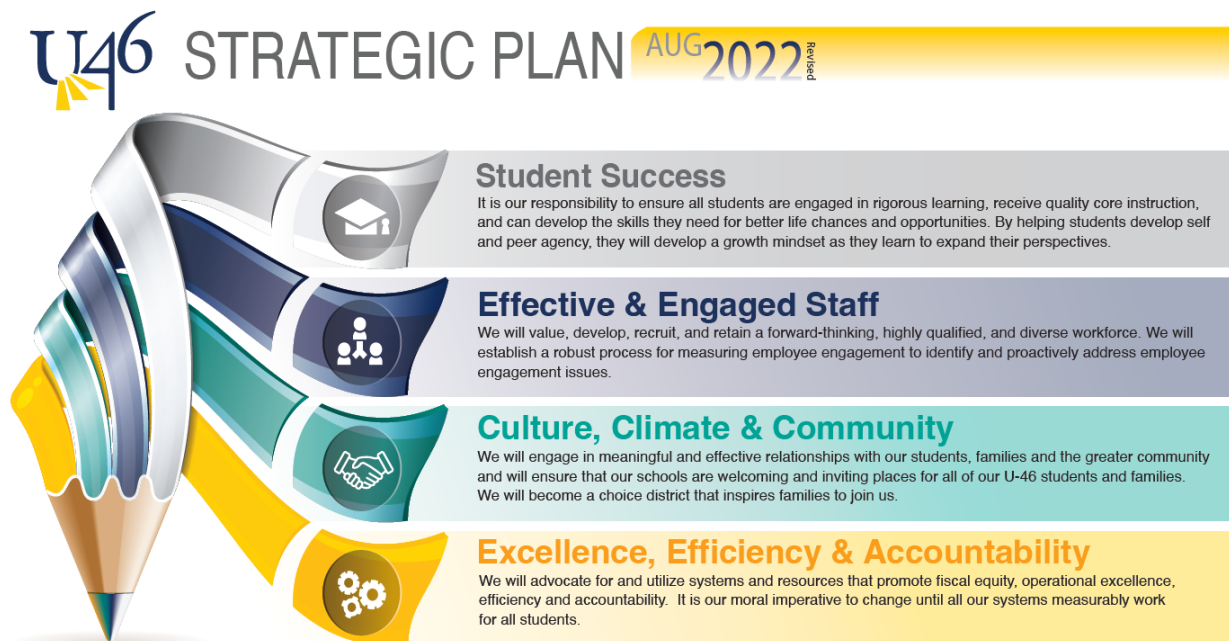 U46 STRATEGIC PLAN AUG 2022 Revised
Student Success
It is our responsibility to ensure all students are engaged in rigorous learning, receive quality core instruction,
and can develop the skills they need for better life chances and opportunities. By helping students develop self
and peer agency, they will develop a growth mindset as they learn to expand their perspectives.
Effective & Engaged Staff
We will value, develop, recruit, and retain a forward-thinking, highly qualified, and diverse workforce. We will
establish a robust process for measuring employee engagement to identify and proactively address employee
engagement issues.
Culture, Climate & Community
We will engage in meaningful and effective relationships with our students, families and the greater community
and will ensure that our schools are welcoming and inviting places for all of our U-46 students and families.
We will become a choice district that inspires families to join us.
Excellence, Efficiency & Accountability
We will advocate for and utilize systems and resources that promote fiscal equity, operational excellence,
efficiency and accountability.  It is our moral imperative to change until all our systems measurably work
for all students.